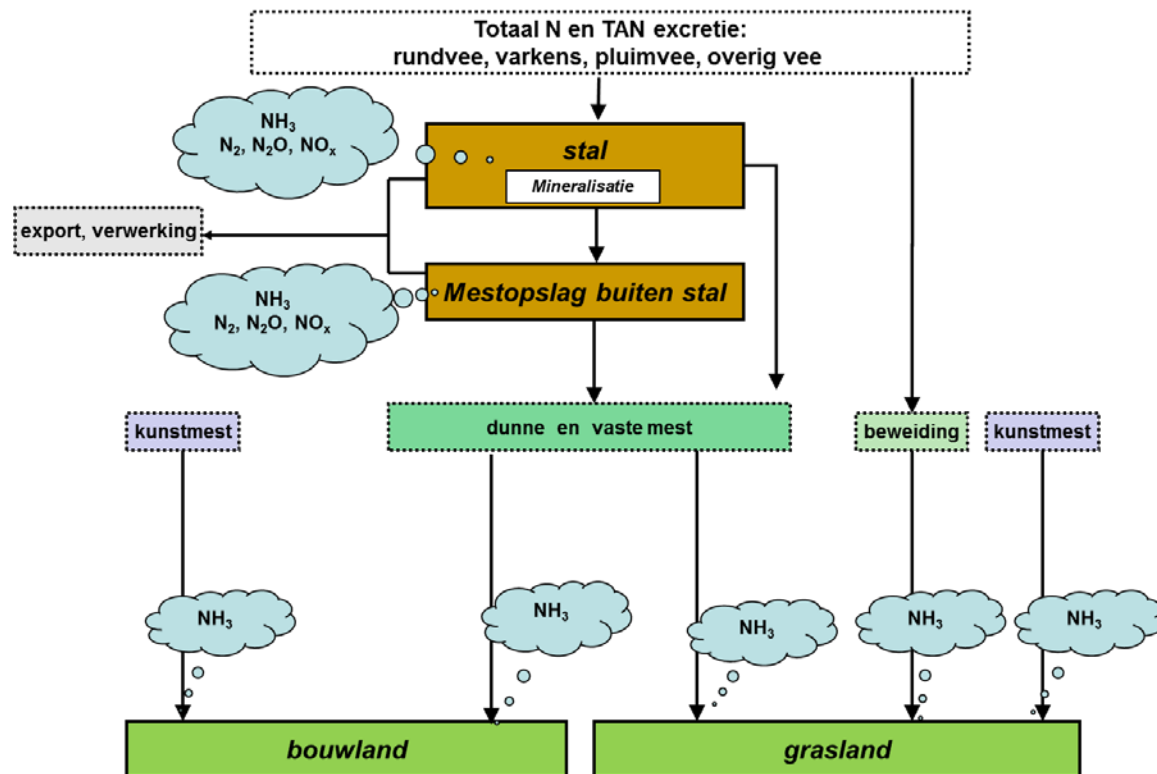 Totaal N en TAN excretie:
rundvee, varkens, pluimvee, overig vee
NH₃
N₂, N₂O, NOₓ
stal
Mineralisatie
export, verwerking
Mestopslag buiten stal
NH₃
N₂, N₂O, NOₓ
kunstmest
dunne en vaste mest
beweiding
kunstmest
NH₃
NH₃
NH₃
NH₃
NH₃
bouwland
grasland